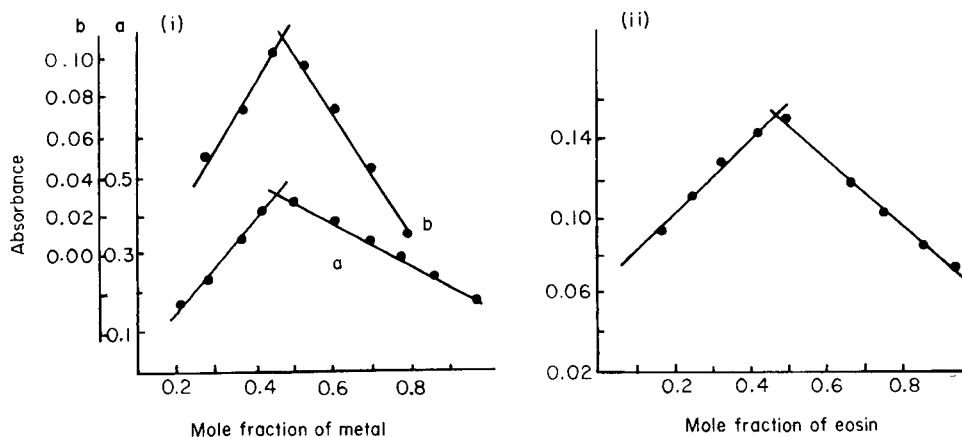 b a (i)
(ii)
0.10
0.08
0.06
0.04
0.02
0.00
0.5
0.3
0.1
Absorbance
b
a
0.2 0.4 0.6 0.8
Mole fraction of metal
0.14
0.10
0.06
0.02
0.2 0.4 0.6 0.8
Mole fraction of eosin